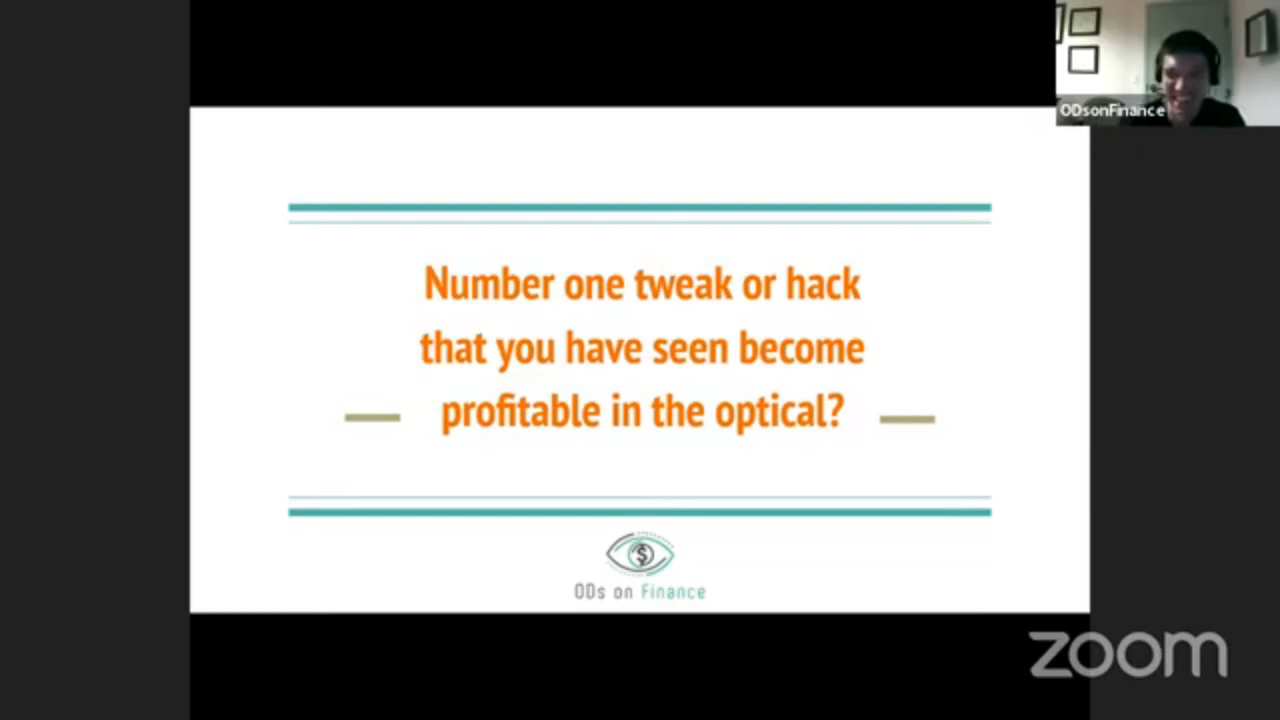 ODsonFinance
Number one tweak or hack
that you have seen become
profitable in the optical?
$
ODs on Finance
zoom